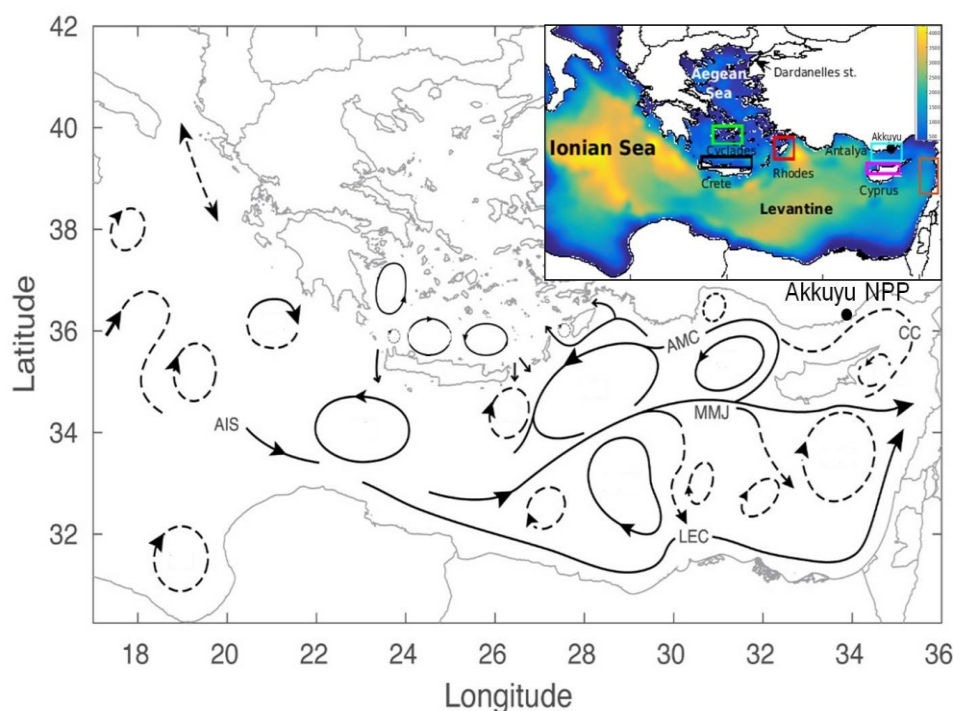 42
40
38
36
34
32
Latitude
18
20
22
24
26
28
30
32
34
36
Longitude
AIS
AMC
MMJ
LEC
CC
Akkuyu NPP
Aegean
Sea
Dardanelles st.
Ionian Sea
Cyclades
Crete
Rhodes
Antalya
Akkuyu
Cyprus
Levantine
4000
3500
3000
2500
2000
1500
1000
500